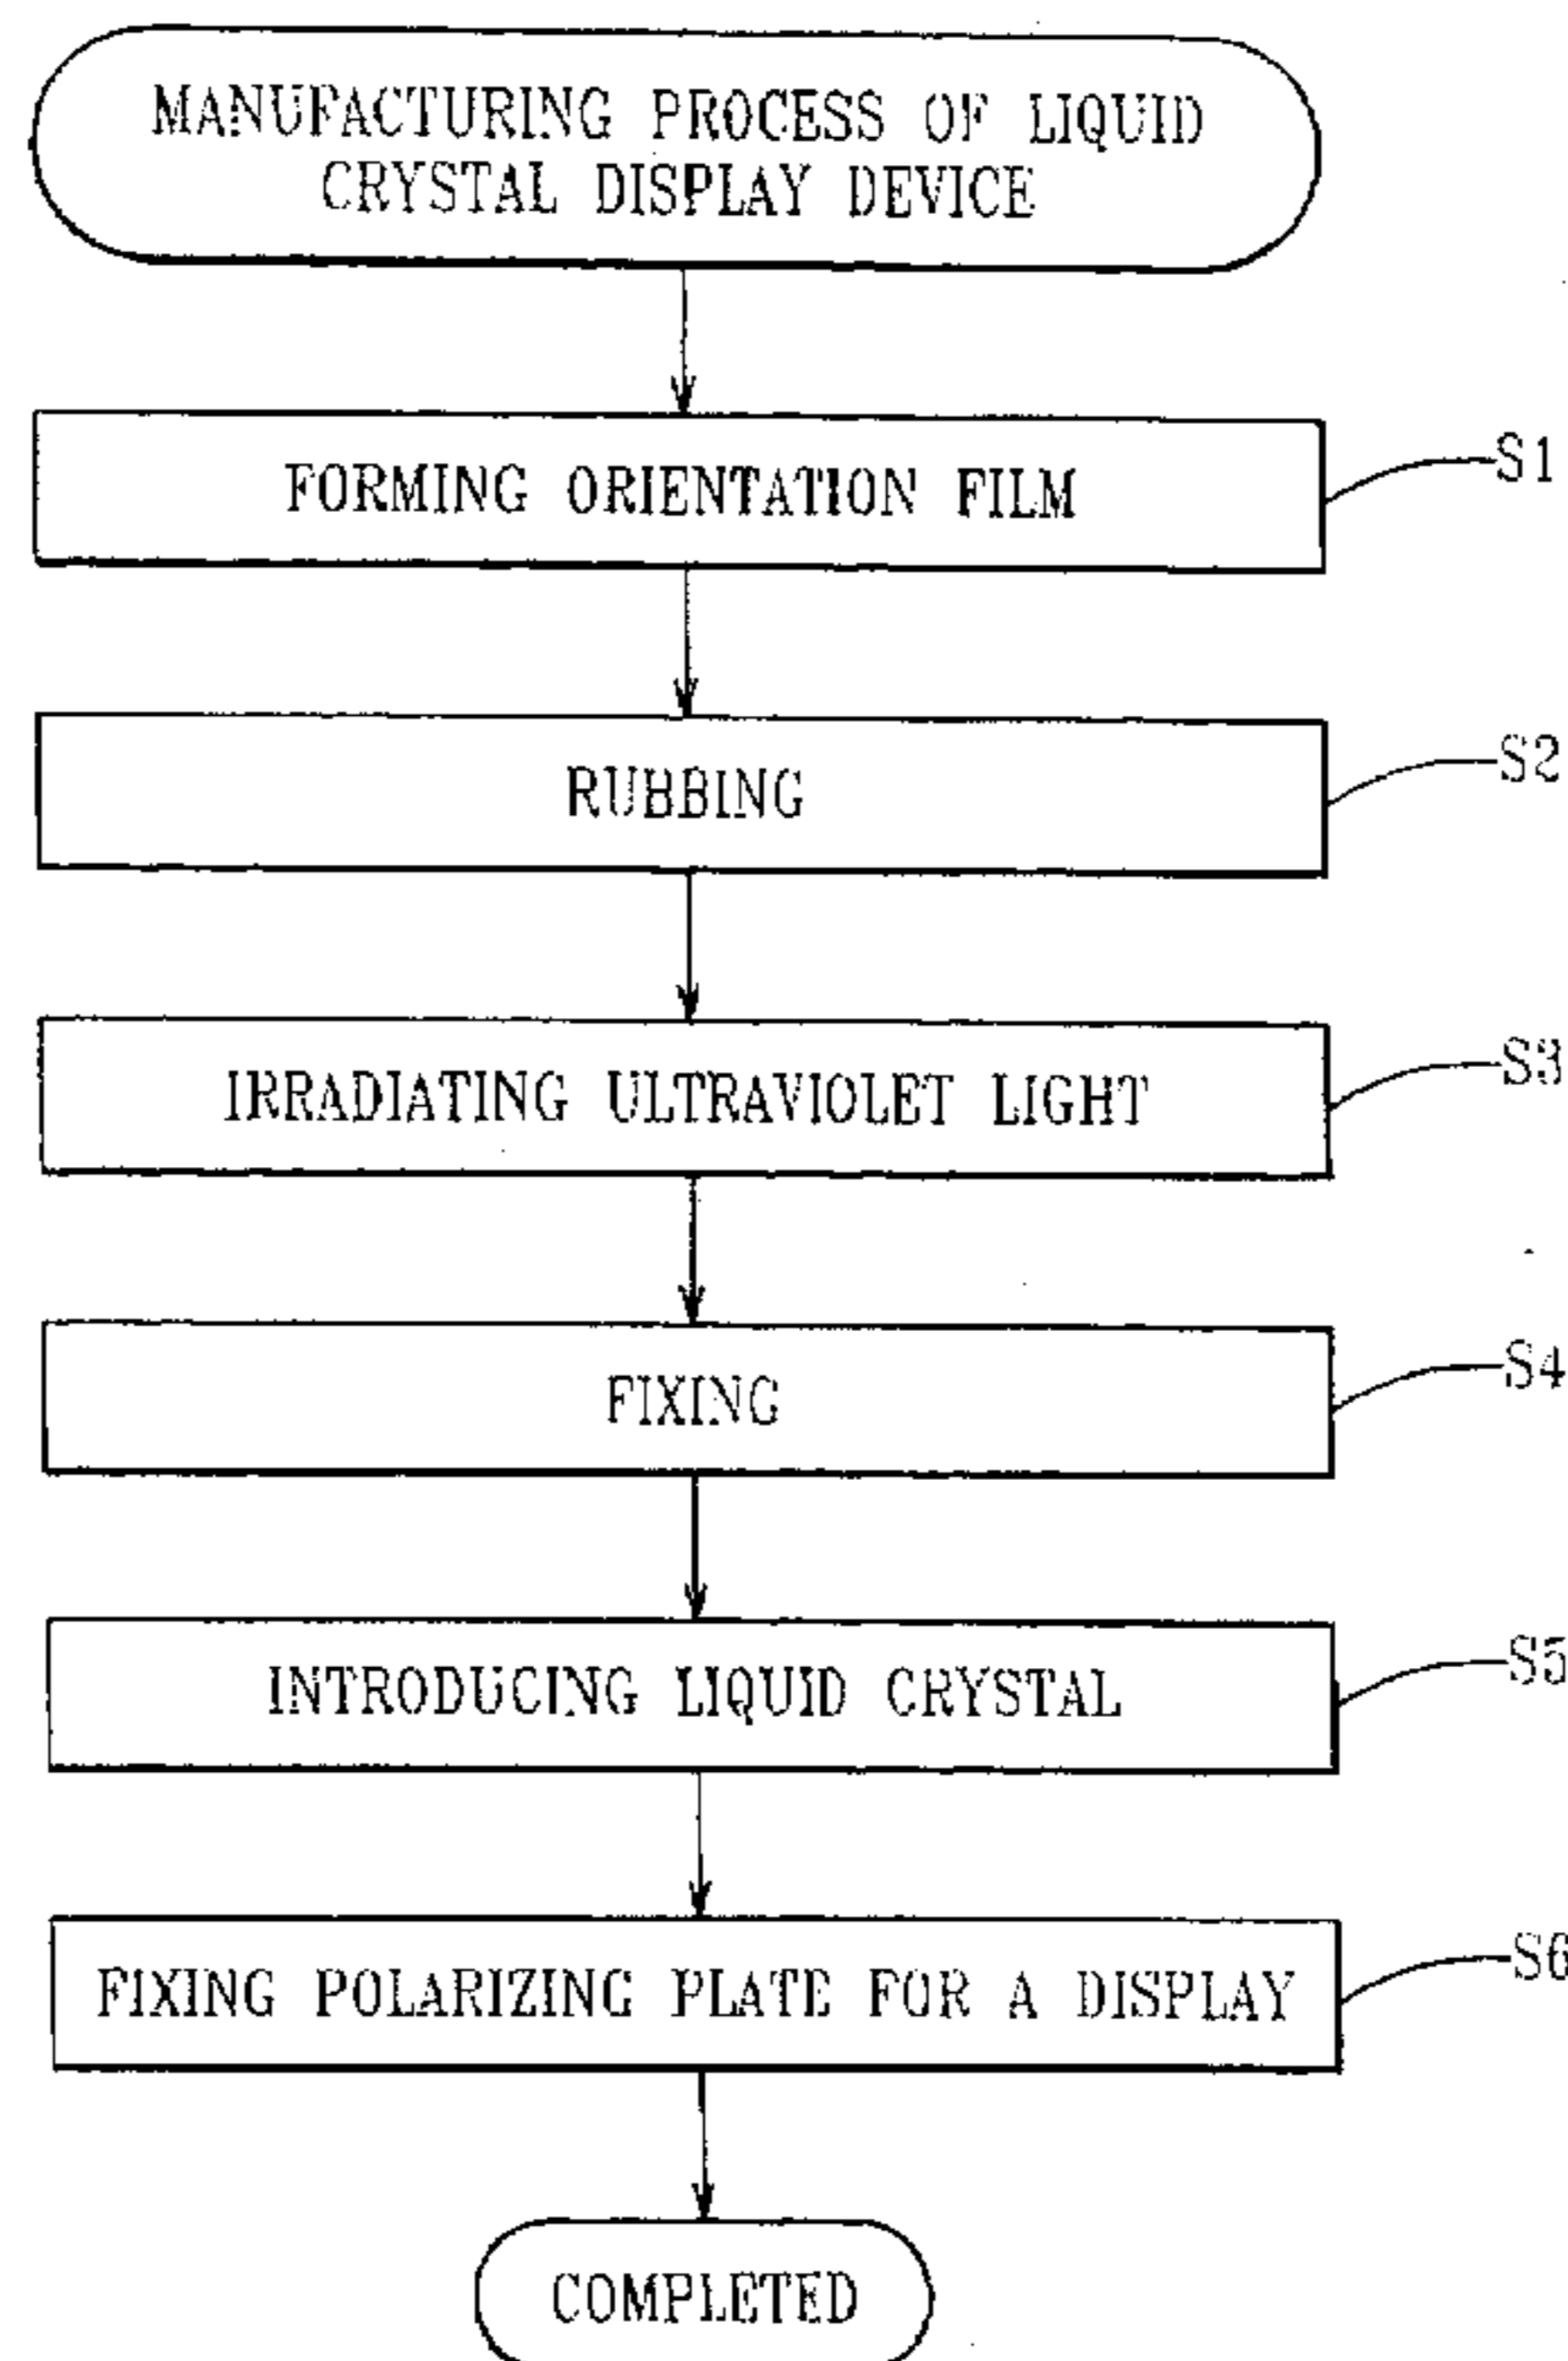 MANUFACTURING PROCESS OF LIQUID
CRYSTAL DISPLAY DEVICE
FORMING ORIENTATION FILM
S1
RUBBING
S2
IRRADIATING ULTRAVIOLET LIGHT
S3
FIXING
S4
INTRODUCING LIQUID CRYSTAL
S5
FIXING POLARIZING PLATE FOR A DISPLAY
S6
COMPLETED